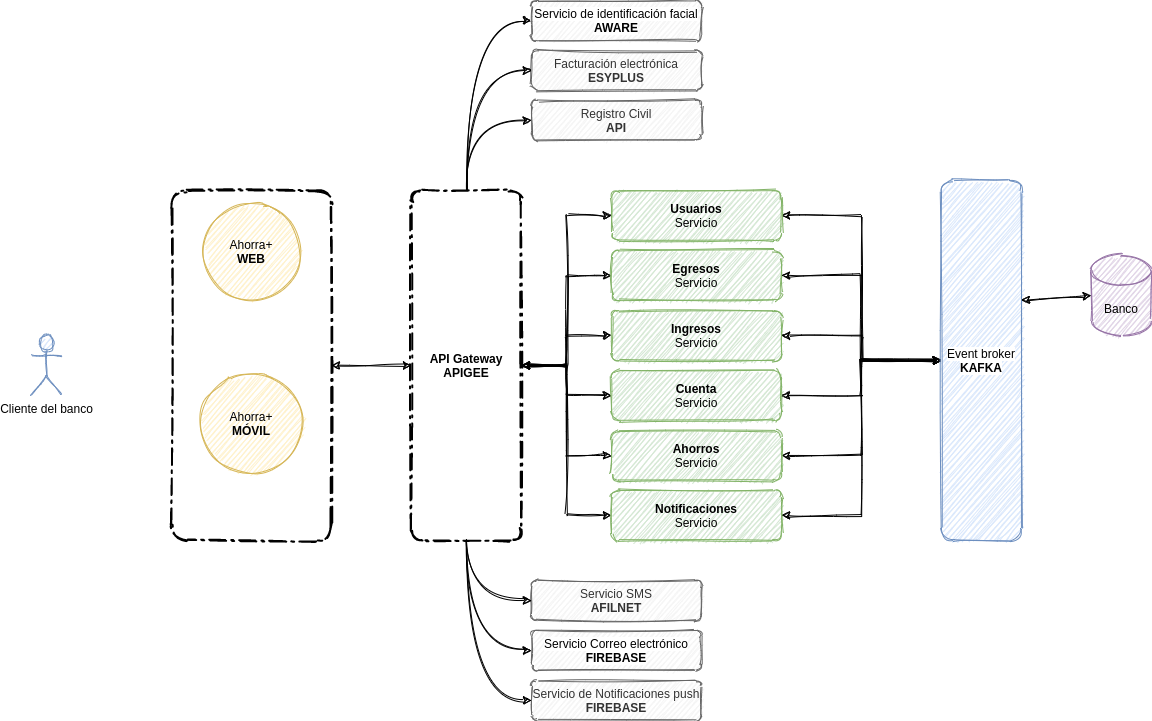 Servicio de identificación facial
AWARE
Facturación electrónica
ESYPLUS
Registro Civil
API
Ahorra+
WEB
Ahorra+
MÓVIL
Cliente del banco
API Gateway
APIGEE
Usuarios
Servicio
Egresos
Servicio
Ingresos
Servicio
Cuenta
Servicio
Ahorros
Servicio
Notificaciones
Servicio
Event broker
KAFKA
Banco
Servicio SMS
AFILNET
Servicio Correo electrónico
FIREBASE
Servicio de Notificaciones push
FIREBASE